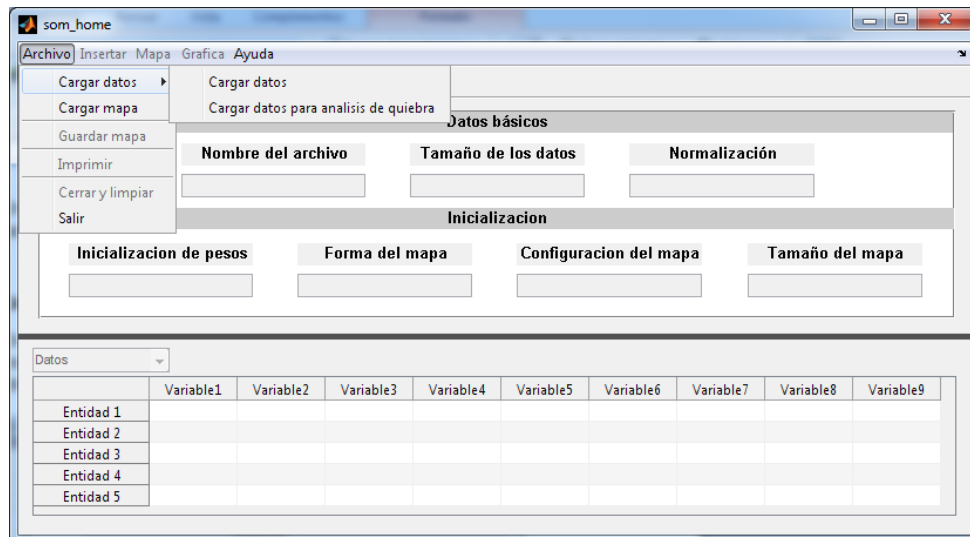 som_home
Archivo Insertar Mapa Grafica Ayuda
Cargar datos
Cargar mapa
Guardar mapa
Imprimir
Cerrar y limpiar
Salir
Cargar datos
Cargar datos para analisis de quiebra
Datos básicos
Nombre del archivo Tamaño de los datos Normalización
Inicializacion
Inicializacion de pesos Forma del mapa Configuracion del mapa Tamaño del mapa
Datos
Variable1 Variable2 Variable3 Variable4 Variable5 Variable6 Variable7 Variable8 Variable9
Entidad 1
Entidad 2
Entidad 3
Entidad 4
Entidad 5